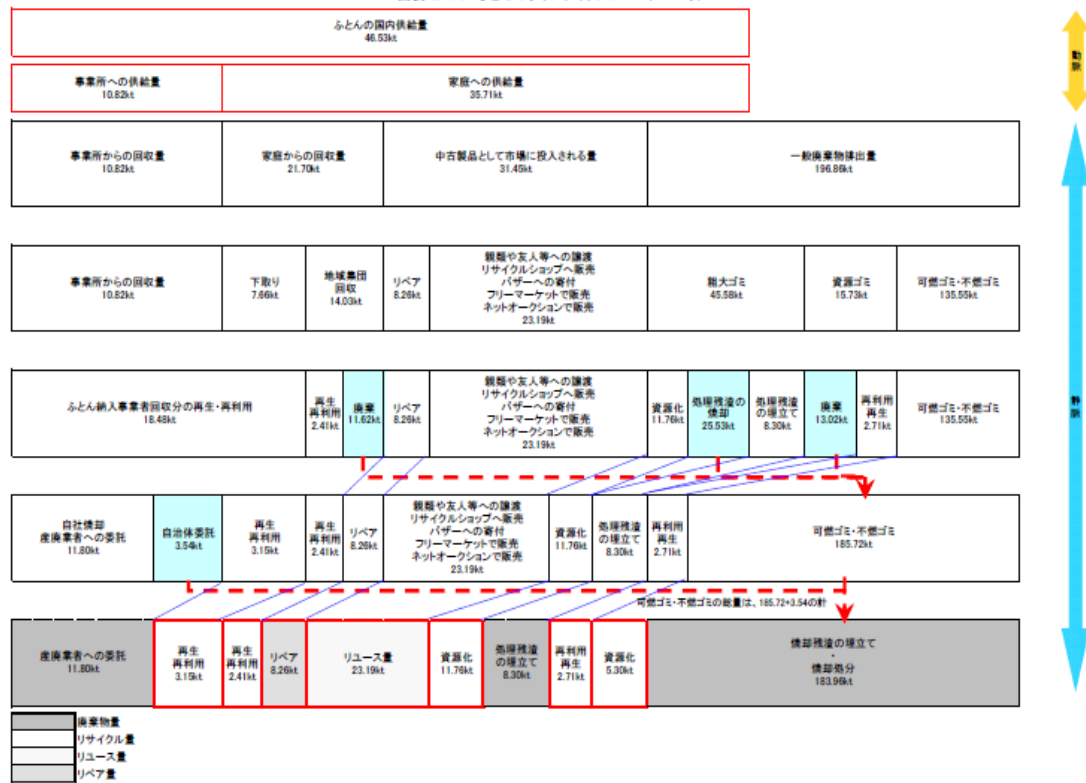 ふとんの国内供給量
46.53kt
動脈
事業所への供給量
10.82kt
家庭への供給量
35.71kt
事業所からの回収量
10.82kt
家庭からの回収量
21.70kt
中古製品として市場に投入される量
31.45kt
一般廃棄物排出量
196.86kt
事業所からの回収量
10.82kt
下取り
7.66kt
地域集団
回収
14.03kt
リペア
8.26kt
親類や友人等への譲渡
リサイクルショップへ販売
バザーへの寄付
フリーマーケットで販売
ネットオークションで販売
23.19kt
粗大ゴミ
45.58kt
資源ゴミ
15.73kt
可燃ゴミ・不燃ゴミ
135.55kt
静脈
ふとん納入事業者回収分の再生・再利用
18.48kt
再生
再利用
2.41kt
廃棄
11.62kt
リペア
8.26kt
親類や友人等への譲渡
リサイクルショップへ販売
バザーへの寄付
フリーマーケットで販売
ネットオークションで販売
23.19kt
資源化
11.76kt
処理残渣の
焼却
25.53kt
処理残渣
の埋立て
8.30kt
廃棄
13.02kt
再利用
再生
2.71kt
可燃ゴミ・不燃ゴミ
135.55kt
自社焼却
産廃業者への委託
11.80kt
自治体委託
3.54kt
再生
再利用
3.15kt
再生
再利用
2.41kt
リペア
8.26kt
親類や友人等への譲渡
リサイクルショップへ販売
バザーへの寄付
フリーマーケットで販売
ネットオークションで販売
23.19kt
資源化
11.76kt
処理残渣
の埋立て
8.30kt
再利用
再生
2.71kt
可燃ゴミ・不燃ゴミ
185.72kt
可燃ゴミ・不燃ゴミの総量は、185.72+3.54の計
産廃業者への委託
11.80kt
再生
再利用
3.15kt
再生
再利用
2.41kt
リペア
8.26kt
リユース量
23.19kt
資源化
11.76kt
処理残渣
の埋立て
8.30kt
再利用
再生
2.71kt
資源化
5.30kt
焼却残渣の埋立て
・
焼却処分
183.96kt
廃棄物量
リサイクル量
リユース量
リペア量